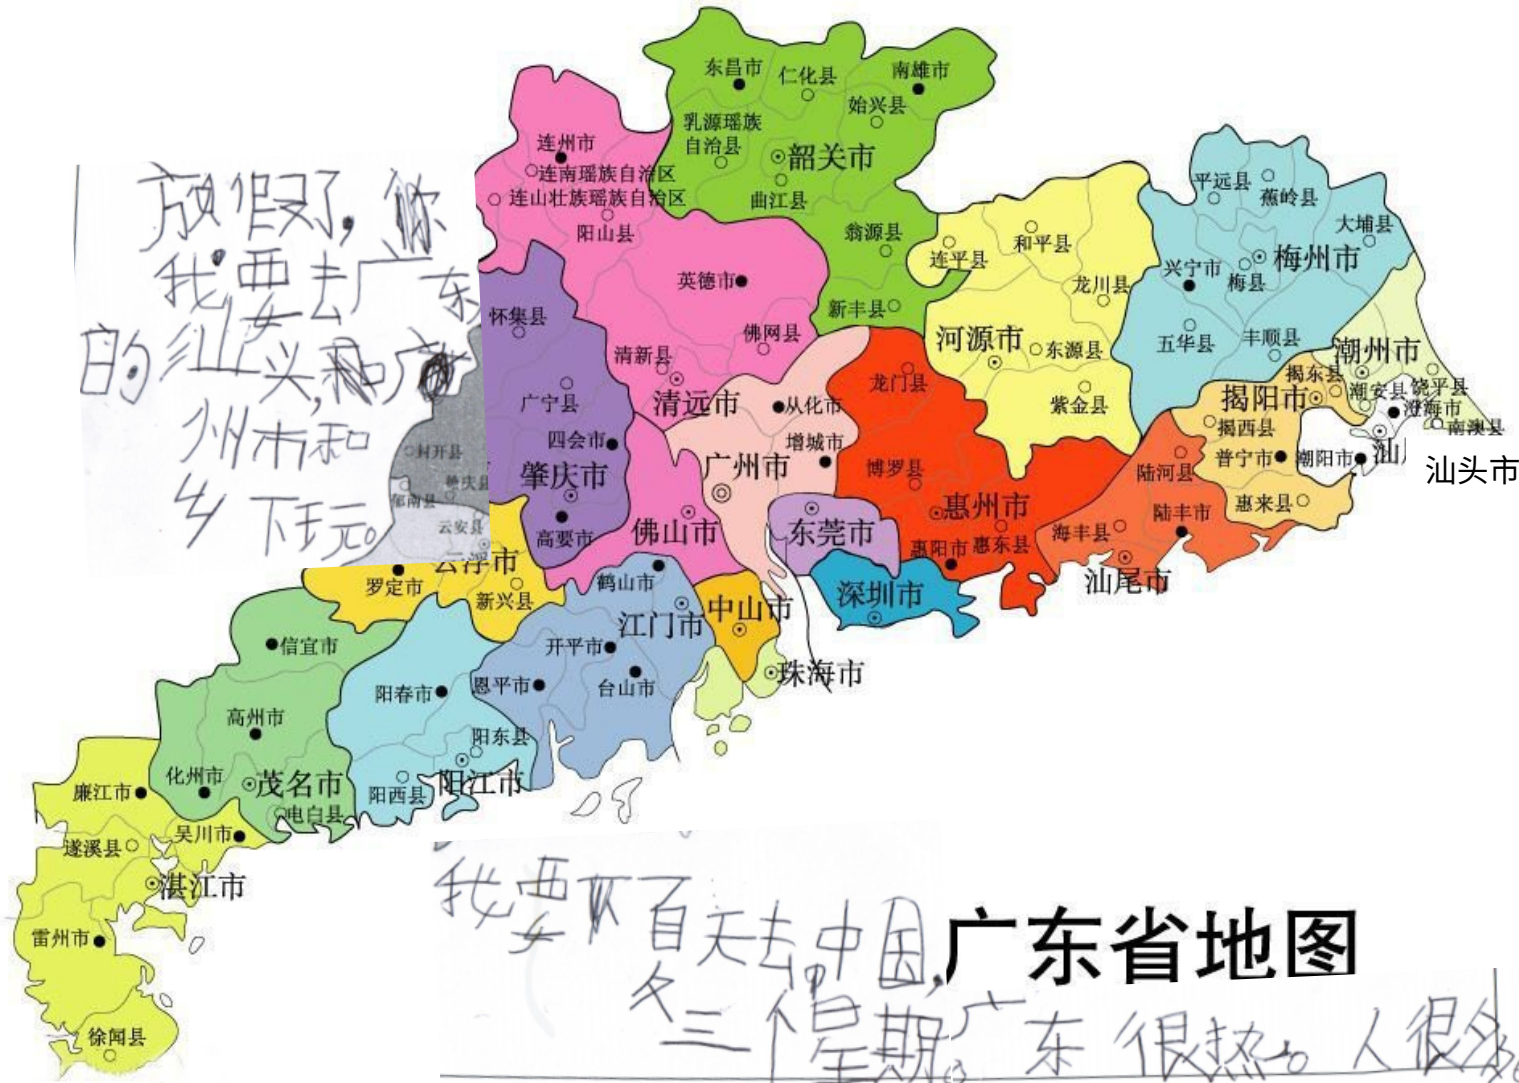 东昌市
仁化县
南雄市
始兴县
乳源瑶族
自治县
韶关市
曲江县
翁源县
新丰县
连州市
连南瑶族自治区
连山壮族瑶族自治区
阳山县
英德市
佛网县
清新县
清远市
平远县
蕉岭县
大埔县
兴宁市
梅县
梅州市
五华县
丰顺县
连平县
和平县
龙川县
河源市
东源县
紫金县
潮州市
潮安县
饶平县
揭东县
揭阳市
揭西县
普宁市
惠来县
澄海市
南澳县
潮阳市
汕
汕头市
放假了,
我要去广东
的
州市和
乡下玩。
怀集县
广宁县
四会市
肇庆市
高要市
封开县
郁南县
云安县
云浮市
罗定市
新兴县
从化市
增城市
广州市
佛山市
龙门县
博罗县
惠州市
惠阳市
惠东县
陆河县
陆丰市
海丰县
汕尾市
东莞市
深圳市
中山市
珠海市
鹤山市
江门市
开平市
恩平市
台山市
信宜市
高州市
化州市
茂名市
电白县
阳春市
阳东县
阳西县
阳江市
廉江市
吴川市
遂溪县
湛江市
雷州市
徐闻县
广东省地图
我要
天去中国,
三个星期。广东很热。人很多。